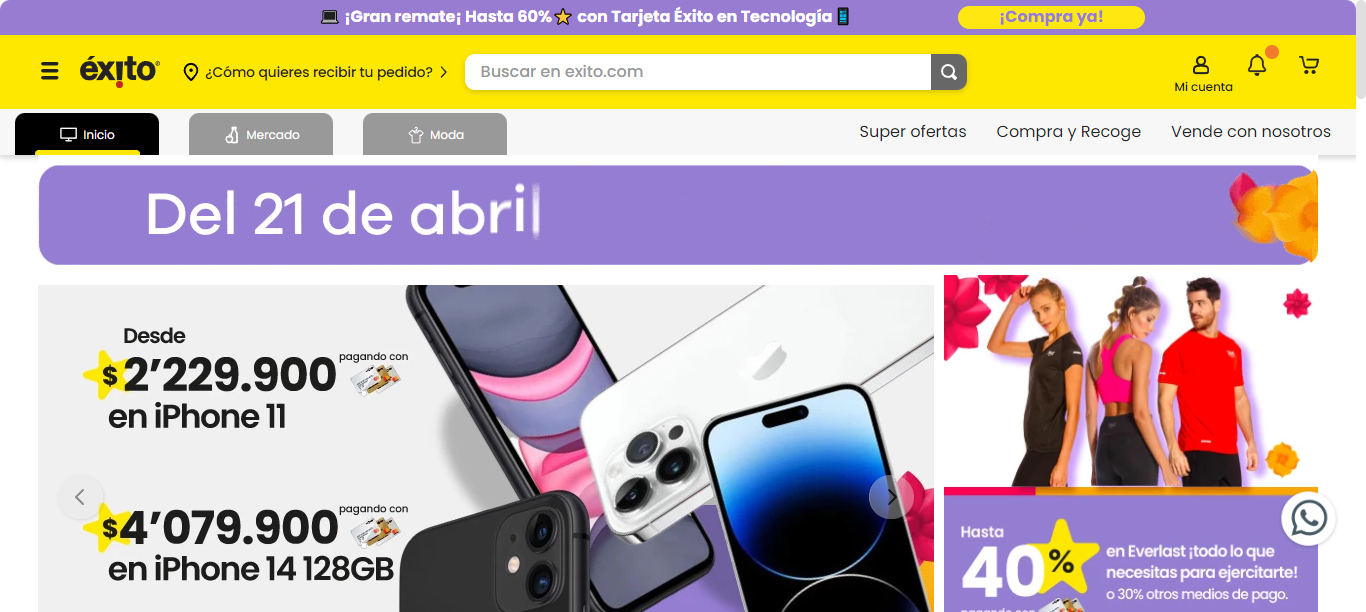 ¡Gran remate¡ Hasta 60% con Tarjeta Éxito en Tecnología
¡Compra ya!
éxito
¿Cómo quieres recibir tu pedido?
Buscar en exito.com
Mi cuenta
Inicio
Mercado
Moda
Super ofertas
Compra y Recoge
Vende con nosotros
Del 21 de abril
Desde
$2’229.900
pagando con
en iPhone 11
$4’079.900
pagando con
en iPhone 14 128GB
Hasta
40%
en Everlast ¡todo lo que
necesitas para ejercitarte!
o 30% otros medios de pago.
pagando con